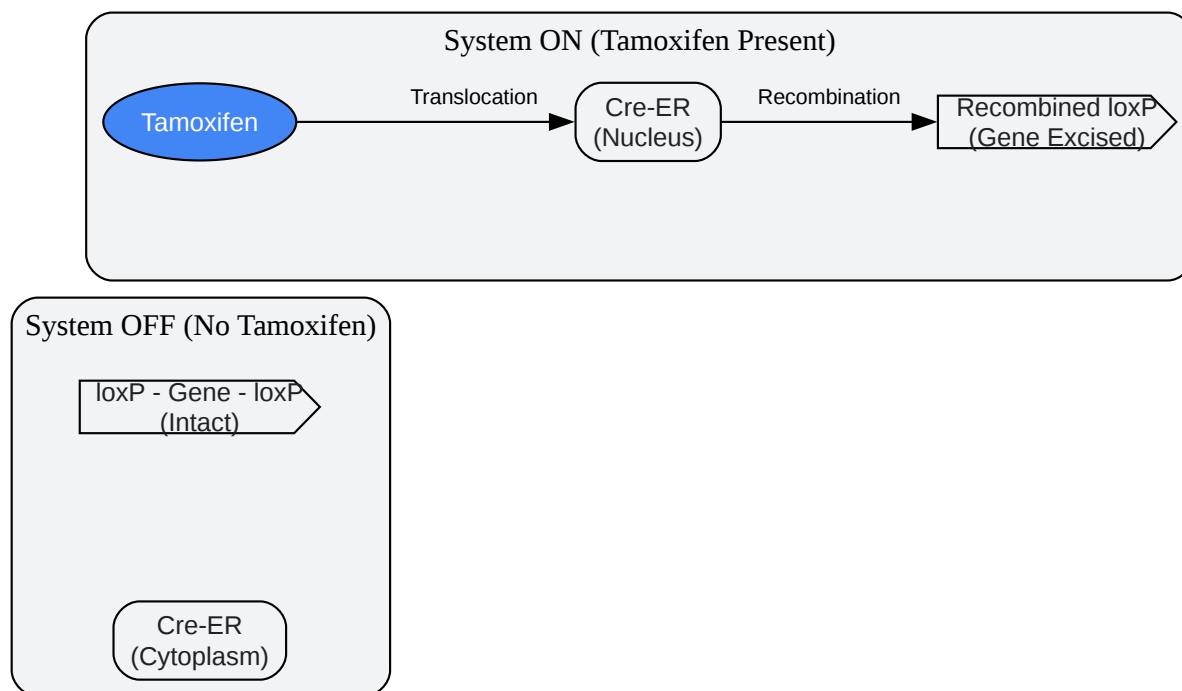 System ON (Tamoxifen Present)
Tamoxifen
Translocation
Cre-ER
(Nucleus)
Recombination
Recombined loxP
(Gene Excised)
System OFF (No Tamoxifen)
loxP - Gene - loxP
(Intact)
Cre-ER
(Cytoplasm)